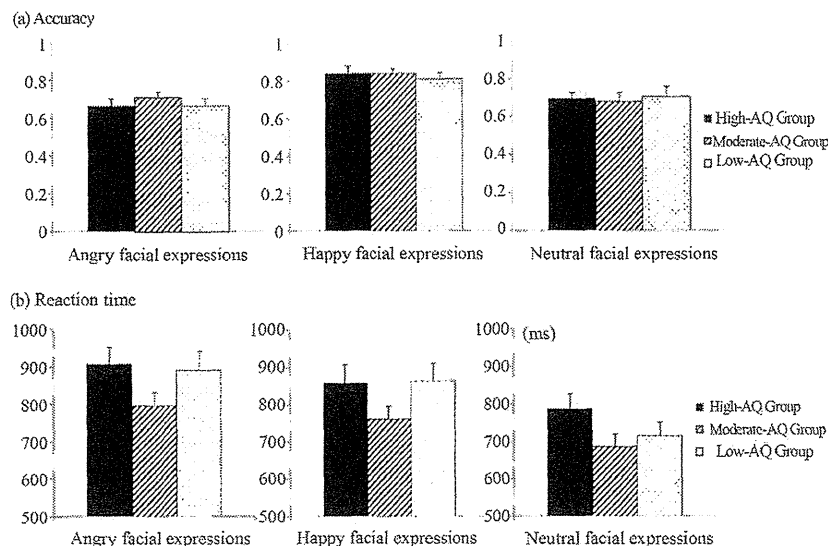 (a) Accuracy
1 1 1
0.8 0.8 0.8
0.6 0.6 0.6
0.4 0.4 0.4
0.2 0.2 0.2
0 0 0
High-AQ Group
Moderate-AQ Group
Low-AQ Group
Angry facial expressions Happy facial expressions Neutral facial expressions
(b) Reaction time
1000 1000 1000 (ms)
900 900 900
800 800 800
700 700 700
600 600 600
500 500 500
High-AQ Group
Moderate-AQ Group
Low-AQ Group
Angry facial expressions Happy facial expressions Neutral facial expressions